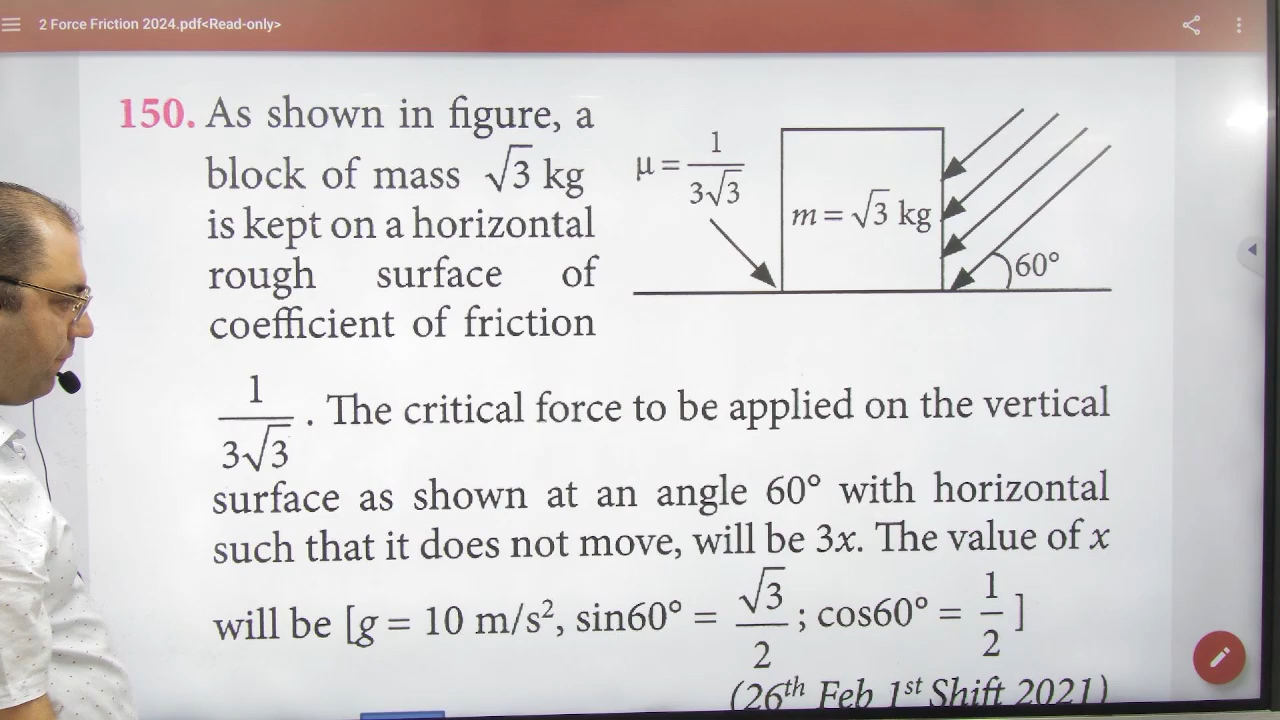 2 Force Friction 2024.pdf<Read-only>
150. As shown in figure, a
block of mass √3 kg
is kept on a horizontal
rough surface of
coefficient of friction
μ = 1/(3√3)
m = √3 kg
60°
1/(3√3) . The critical force to be applied on the vertical
surface as shown at an angle 60° with horizontal
such that it does not move, will be 3x. The value of x
will be [g = 10 m/s², sin60° = √3/2 ; cos60° = 1/2 ]
(26th Feb 1st Shift 2021)